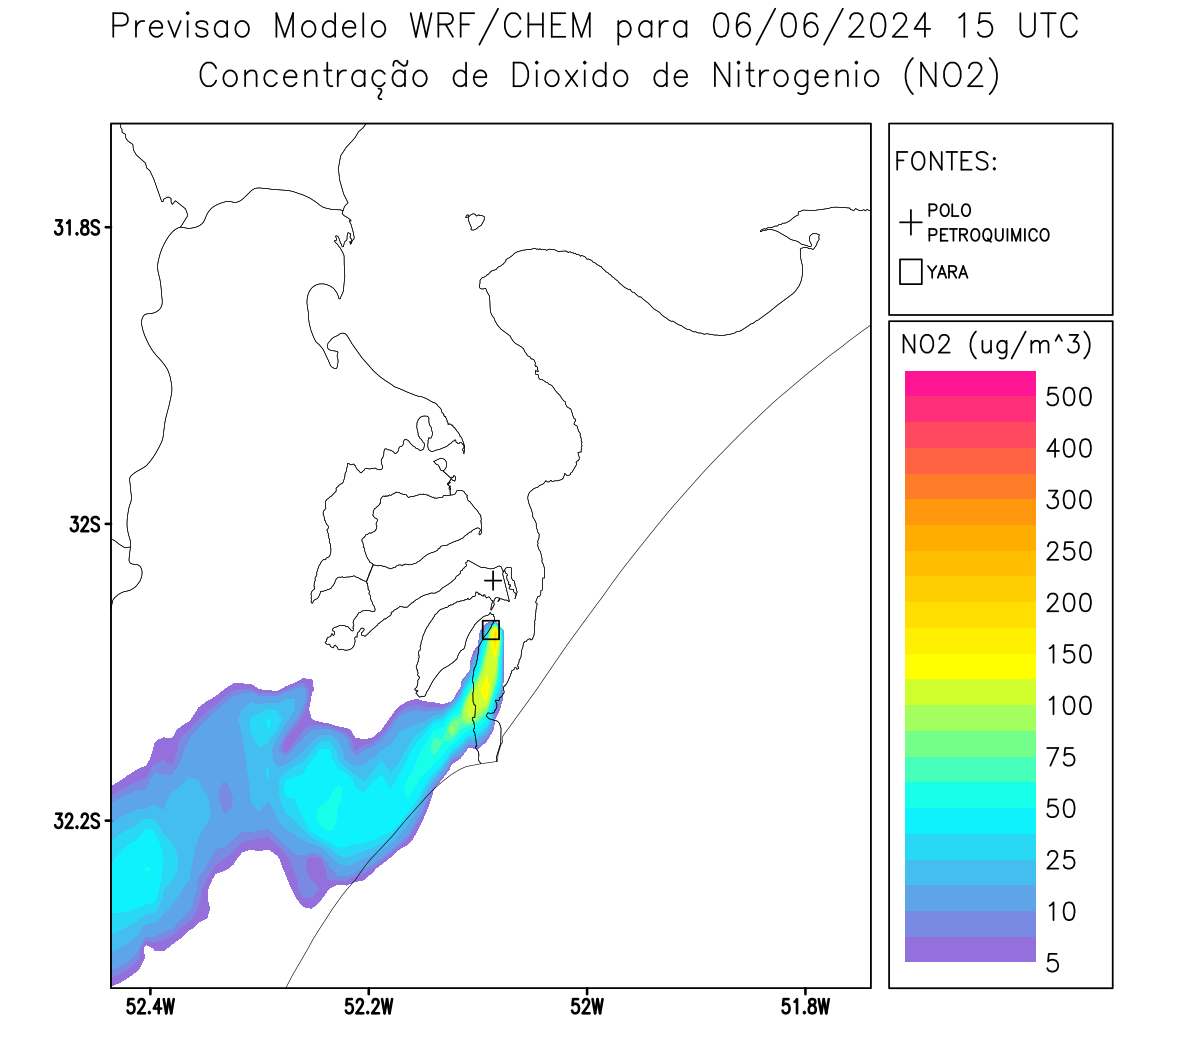 Previsao Modelo WRF/CHEM para 06/06/2024 15 UTC
Concentração de Dioxido de Nitrogenio (NO2)
FONTES:
POLO
PETROQUIMICO
YARA
NO2 (ug/m^3)
500
400
300
250
200
150
100
75
50
25
10
5
31.8S
32S
32.2S
52.4W
52.2W
52W
51.8W